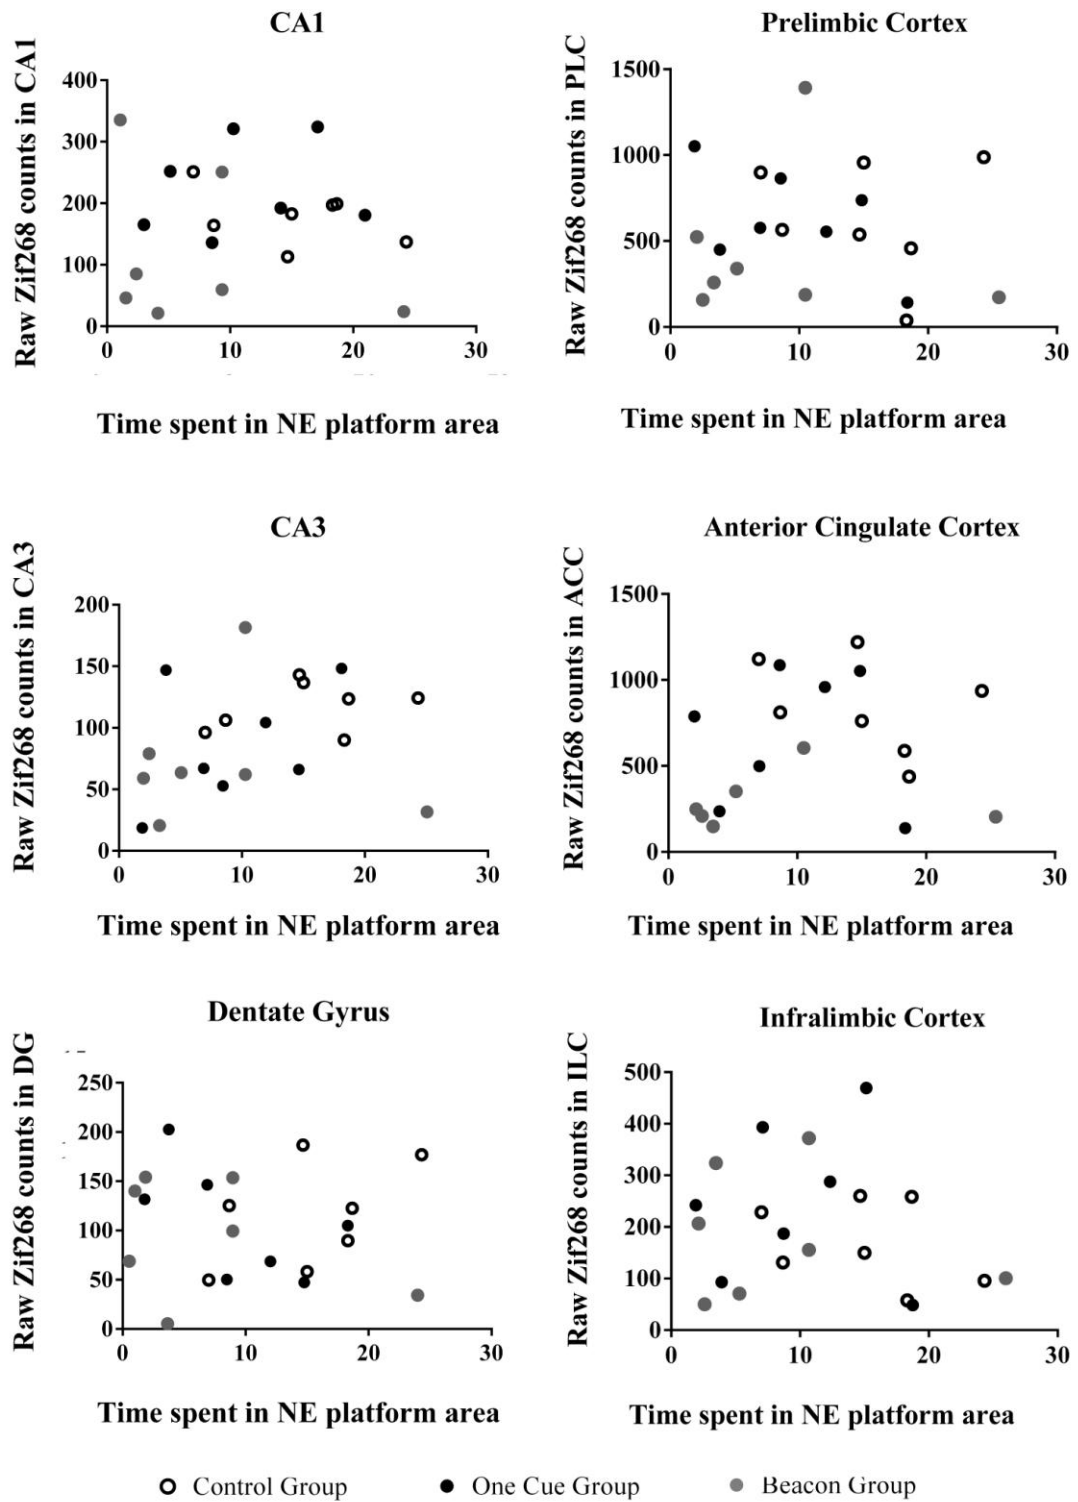 CA1
Raw Zif268 counts in CA1
400
300
200
100
0
0 10 20 30
Time spent in NE platform area
Prelimbic Cortex
Raw Zif268 counts in PLC
1500
1000
500
0
0 10 20 30
Time spent in NE platform area
CA3
Raw Zif268 counts in CA3
200
150
100
50
0
0 10 20 30
Time spent in NE platform area
Anterior Cingulate Cortex
Raw Zif268 counts in ACC
1500
1000
500
0
0 10 20 30
Time spent in NE platform area
Dentate Gyrus
Raw Zif268 counts in DG
250
200
150
100
50
0
0 10 20 30
Time spent in NE platform area
Infralimbic Cortex
Raw Zif268 counts in ILC
500
400
300
200
100
0
0 10 20 30
Time spent in NE platform area
Control Group One Cue Group Beacon Group